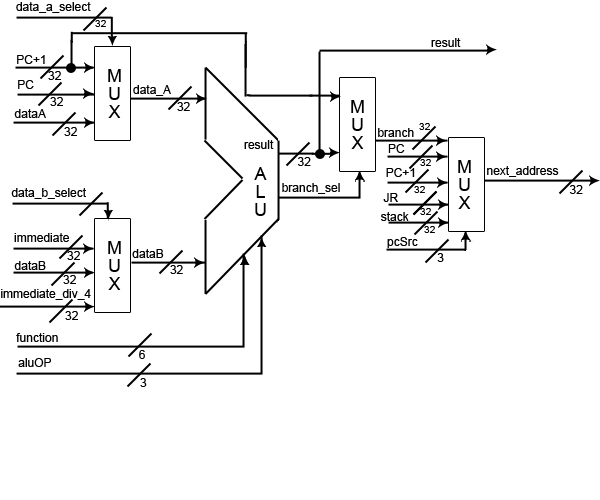 data_a_select
32
PC+1
32
PC
32
dataA
32
MUX
data_A
32
result
32
ALU
branch_sel
result
MUX
branch
32
PC
32
PC+1
32
JR
32
stack
32
pcSrc
3
MUX
next_address
32
data_b_select
immediate
32
dataB
32
immediate_div_4
32
MUX
dataB
32
function
6
aluOP
3